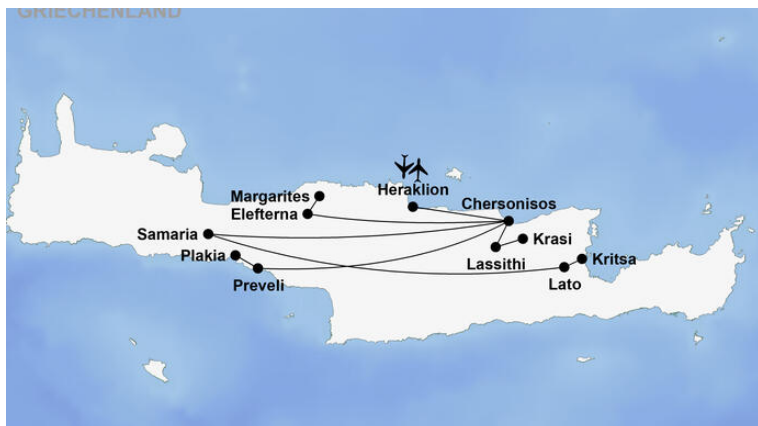 GRIECHENLAND
Margarites
Heraklion
Elefterna
Chersonisos
Samaria
Krasi
Plakia
Lassithi
Kritsa
Preveli
Lato